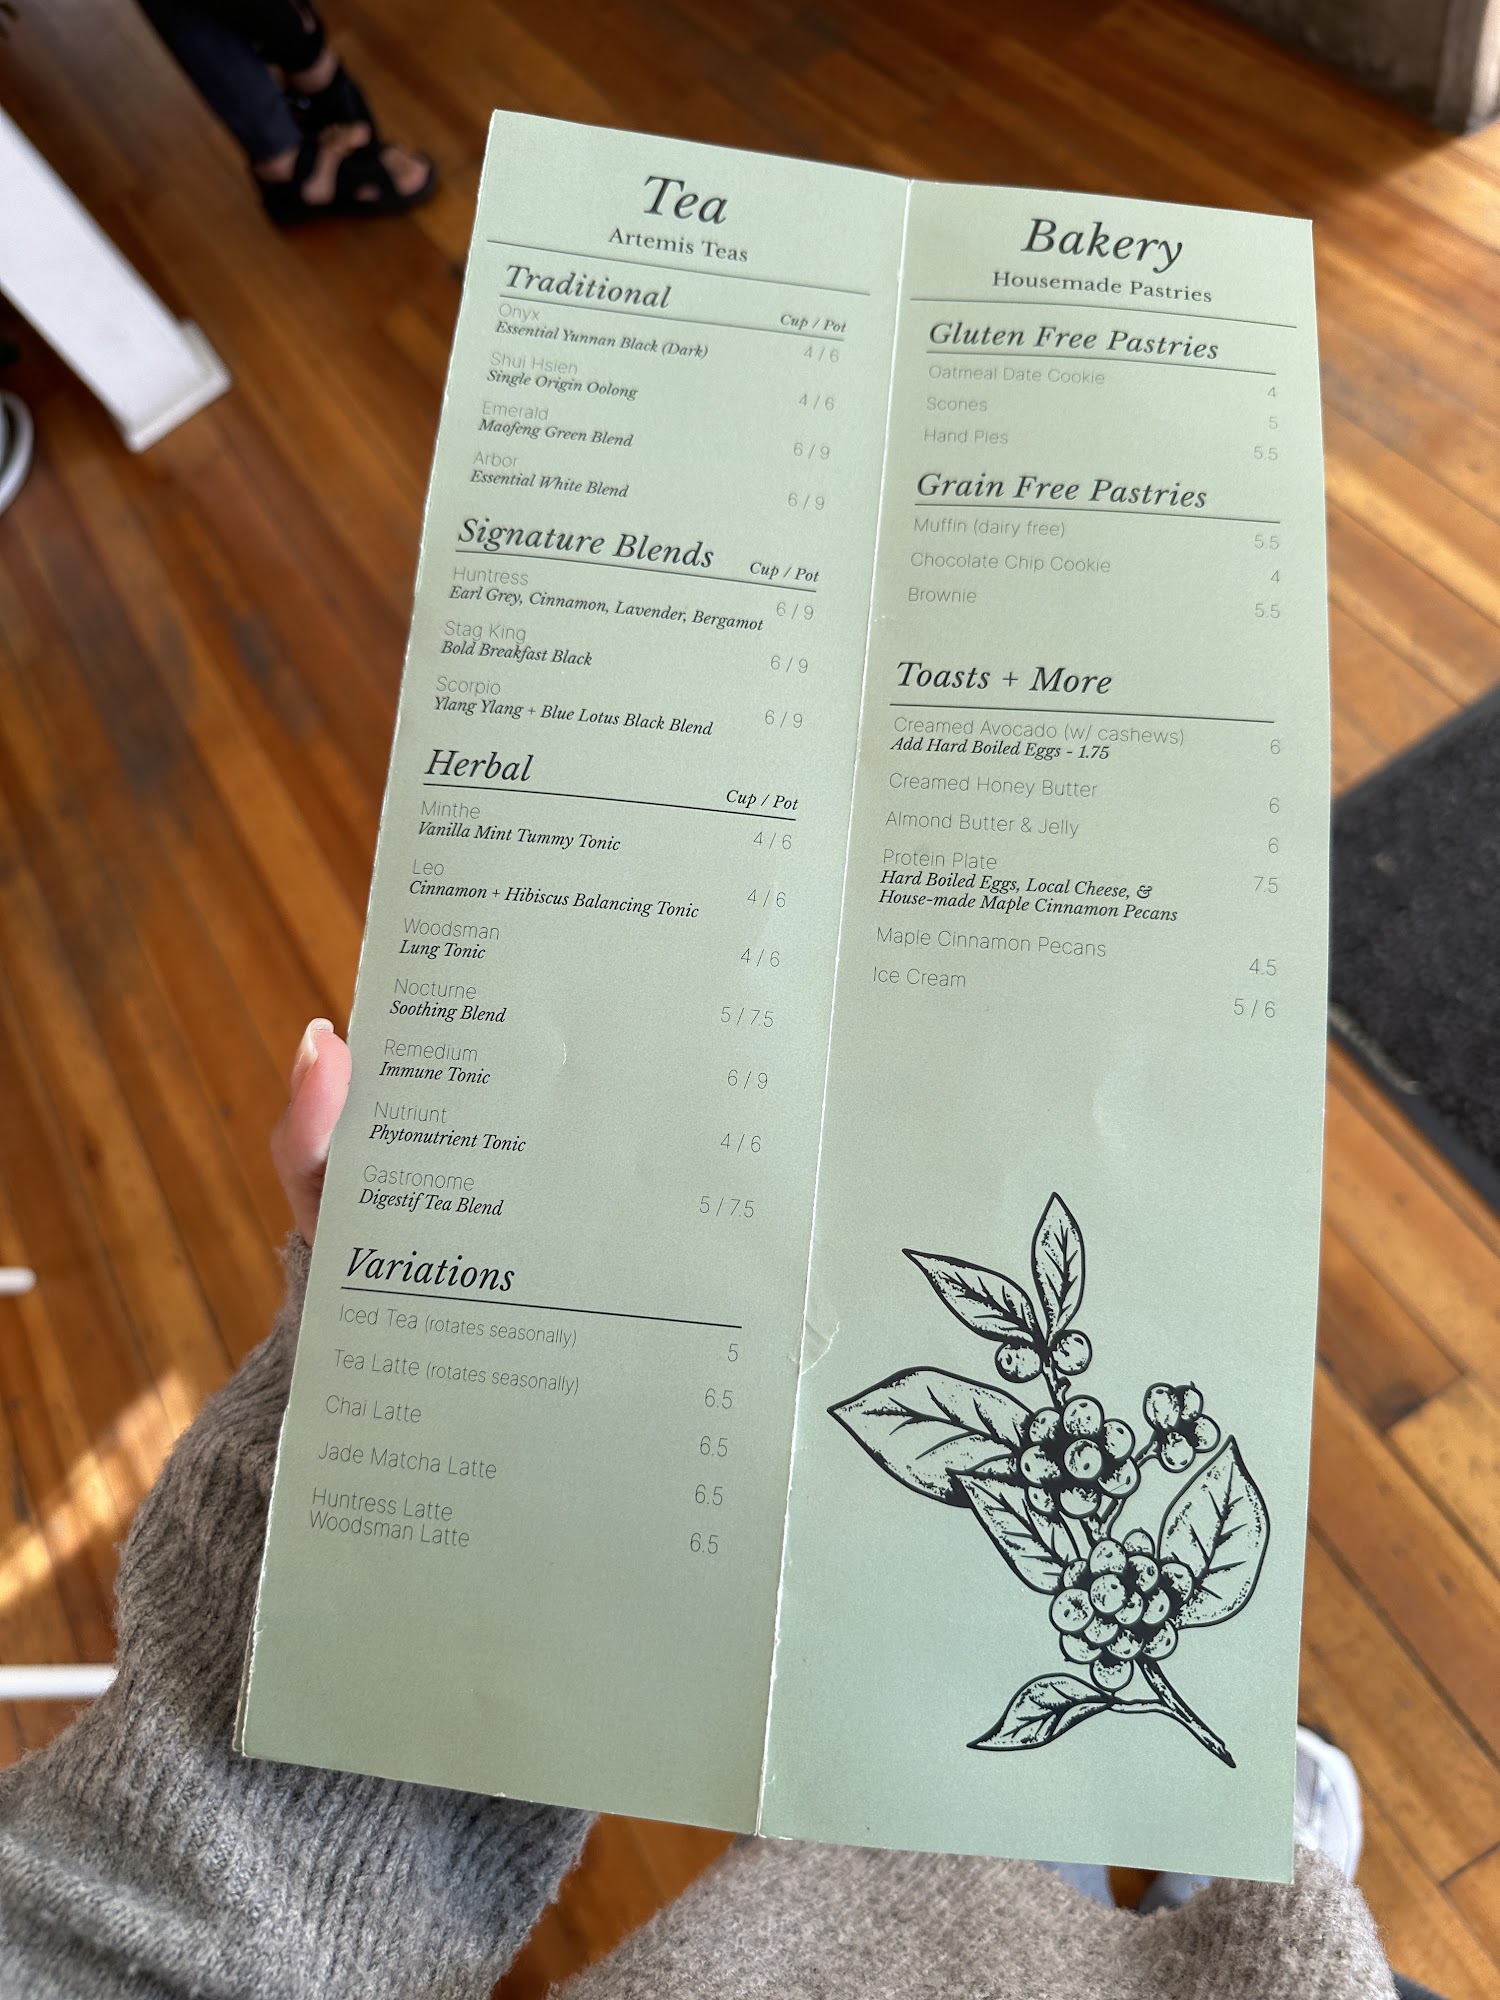 Tea
Artemis Teas
Traditional
Cup / Pot
Onyx
Essential Yunnan Black (Dark)
4 / 6
Shui Hsien
Single Origin Oolong
4 / 6
Emerald
Maofeng Green Blend
6 / 9
Arbor
Essential White Blend
6 / 9
Signature Blends
Cup / Pot
Huntress
Earl Grey, Cinnamon, Lavender, Bergamot
6 / 9
Stag King
Bold Breakfast Black
6 / 9
Scorpio
Ylang Ylang + Blue Lotus Black Blend
6 / 9
Herbal
Cup / Pot
Minthe
Vanilla Mint Tummy Tonic
4 / 6
Leo
Cinnamon + Hibiscus Balancing Tonic
4 / 6
Woodsman
Lung Tonic
4 / 6
Nocturne
Soothing Blend
5 / 7.5
Remedium
Immune Tonic
6 / 9
Nutriunt
Phytonutrient Tonic
4 / 6
Gastronome
Digestif Tea Blend
5 / 7.5
Variations
Iced Tea (rotates seasonally)
5
Tea Latte (rotates seasonally)
6.5
Chai Latte
6.5
Jade Matcha Latte
6.5
Huntress Latte
Woodsman Latte
6.5
Bakery
Housemade Pastries
Gluten Free Pastries
Oatmeal Date Cookie
4
Scones
5
Hand Pies
5.5
Grain Free Pastries
Muffin (dairy free)
5.5
Chocolate Chip Cookie
4
Brownie
5.5
Toasts + More
Creamed Avocado (w/ cashews)
Add Hard Boiled Eggs - 1.75
6
Creamed Honey Butter
6
Almond Butter & Jelly
6
Protein Plate
Hard Boiled Eggs, Local Cheese, &
House-made Maple Cinnamon Pecans
7.5
Maple Cinnamon Pecans
4.5
Ice Cream
5 / 6